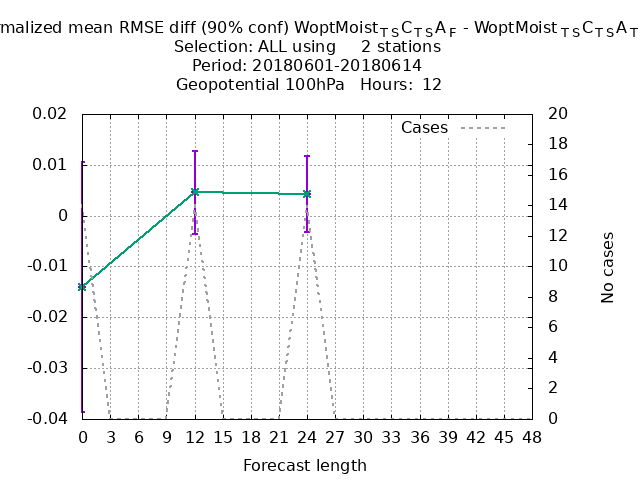 rmalized mean RMSE diff (90% conf) WoptMoistTSCTSAF - WoptMoistTSCTSAT
Selection: ALL using 2 stations
Period: 20180601-20180614
Geopotential 100hPa Hours: 12
Cases
0.02
0.01
0
-0.01
-0.02
-0.03
-0.04
20
18
16
14
12
10
8
6
4
2
0
No cases
0 3 6 9 12 15 18 21 24 27 30 33 36 39 42 45 48
Forecast length